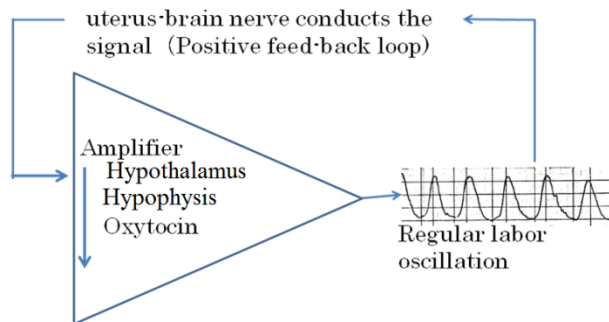 uterus-brain nerve conducts the
signal (Positive feed-back loop)
Amplifier
Hypothalamus
Hypophysis
Oxytocin
Regular labor
oscillation